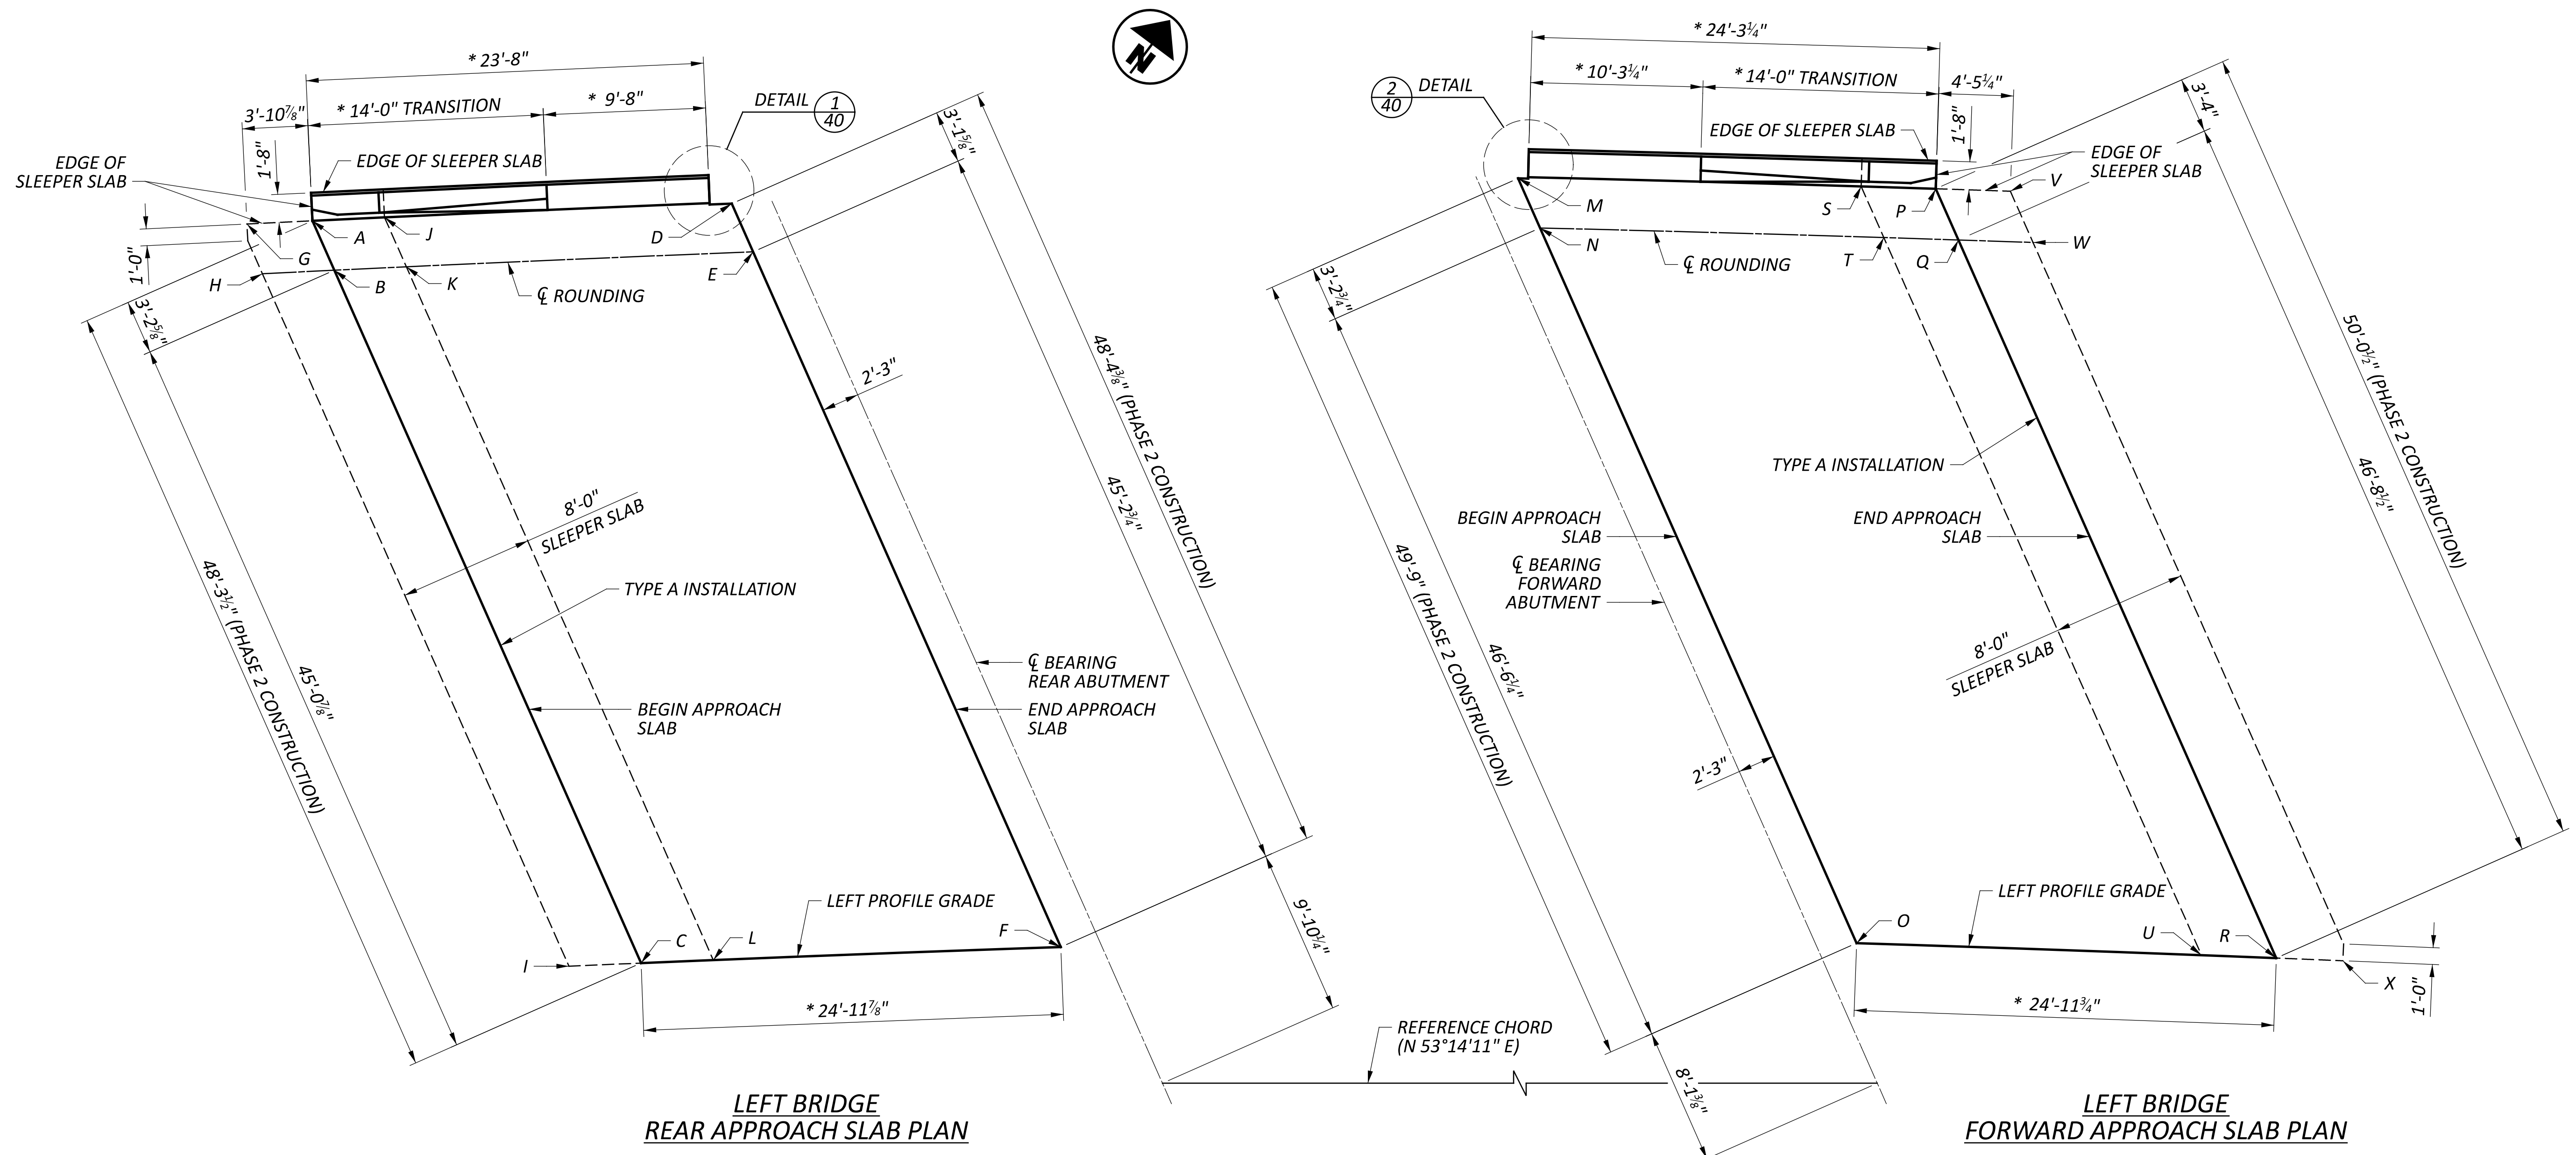 * 23'-8"
3'-10⅞"
* 14'-0" TRANSITION
* 9'-8"
DETAIL
1
40
1'-8"
EDGE OF
SLEEPER SLAB
EDGE OF SLEEPER SLAB
3'-1⅝"
A
J
D
G
H
B
K
E
℄ ROUNDING
1'-0"
3'-2⅝"
48'-4⅜" (PHASE 2 CONSTRUCTION)
45'-2¾"
2'-3"
8'-0"
SLEEPER SLAB
TYPE A INSTALLATION
48'-3½" (PHASE 2 CONSTRUCTION)
45'-0⅞"
℄ BEARING
REAR ABUTMENT
BEGIN APPROACH
SLAB
END APPROACH
SLAB
LEFT PROFILE GRADE
I
C
L
F
9'-10¼"
* 24'-11⅞"
LEFT BRIDGE
REAR APPROACH SLAB PLAN
N
REFERENCE CHORD
(N 53°14'11" E)
* 24'-3¼"
* 10'-3¼"
* 14'-0" TRANSITION
4'-5¼"
2
40
DETAIL
EDGE OF SLEEPER SLAB
1'-8"
3'-4"
EDGE OF
SLEEPER SLAB
M
S
P
V
N
T
Q
W
℄ ROUNDING
3'-2¾"
50'-0½" (PHASE 2 CONSTRUCTION)
46'-8½"
TYPE A INSTALLATION
BEGIN APPROACH
SLAB
END APPROACH
SLAB
℄ BEARING
FORWARD
ABUTMENT
49'-9" (PHASE 2 CONSTRUCTION)
46'-6¼"
8'-0"
SLEEPER SLAB
2'-3"
LEFT PROFILE GRADE
O
U
R
X
1'-0"
* 24'-11¾"
8'-1⅜"
LEFT BRIDGE
FORWARD APPROACH SLAB PLAN